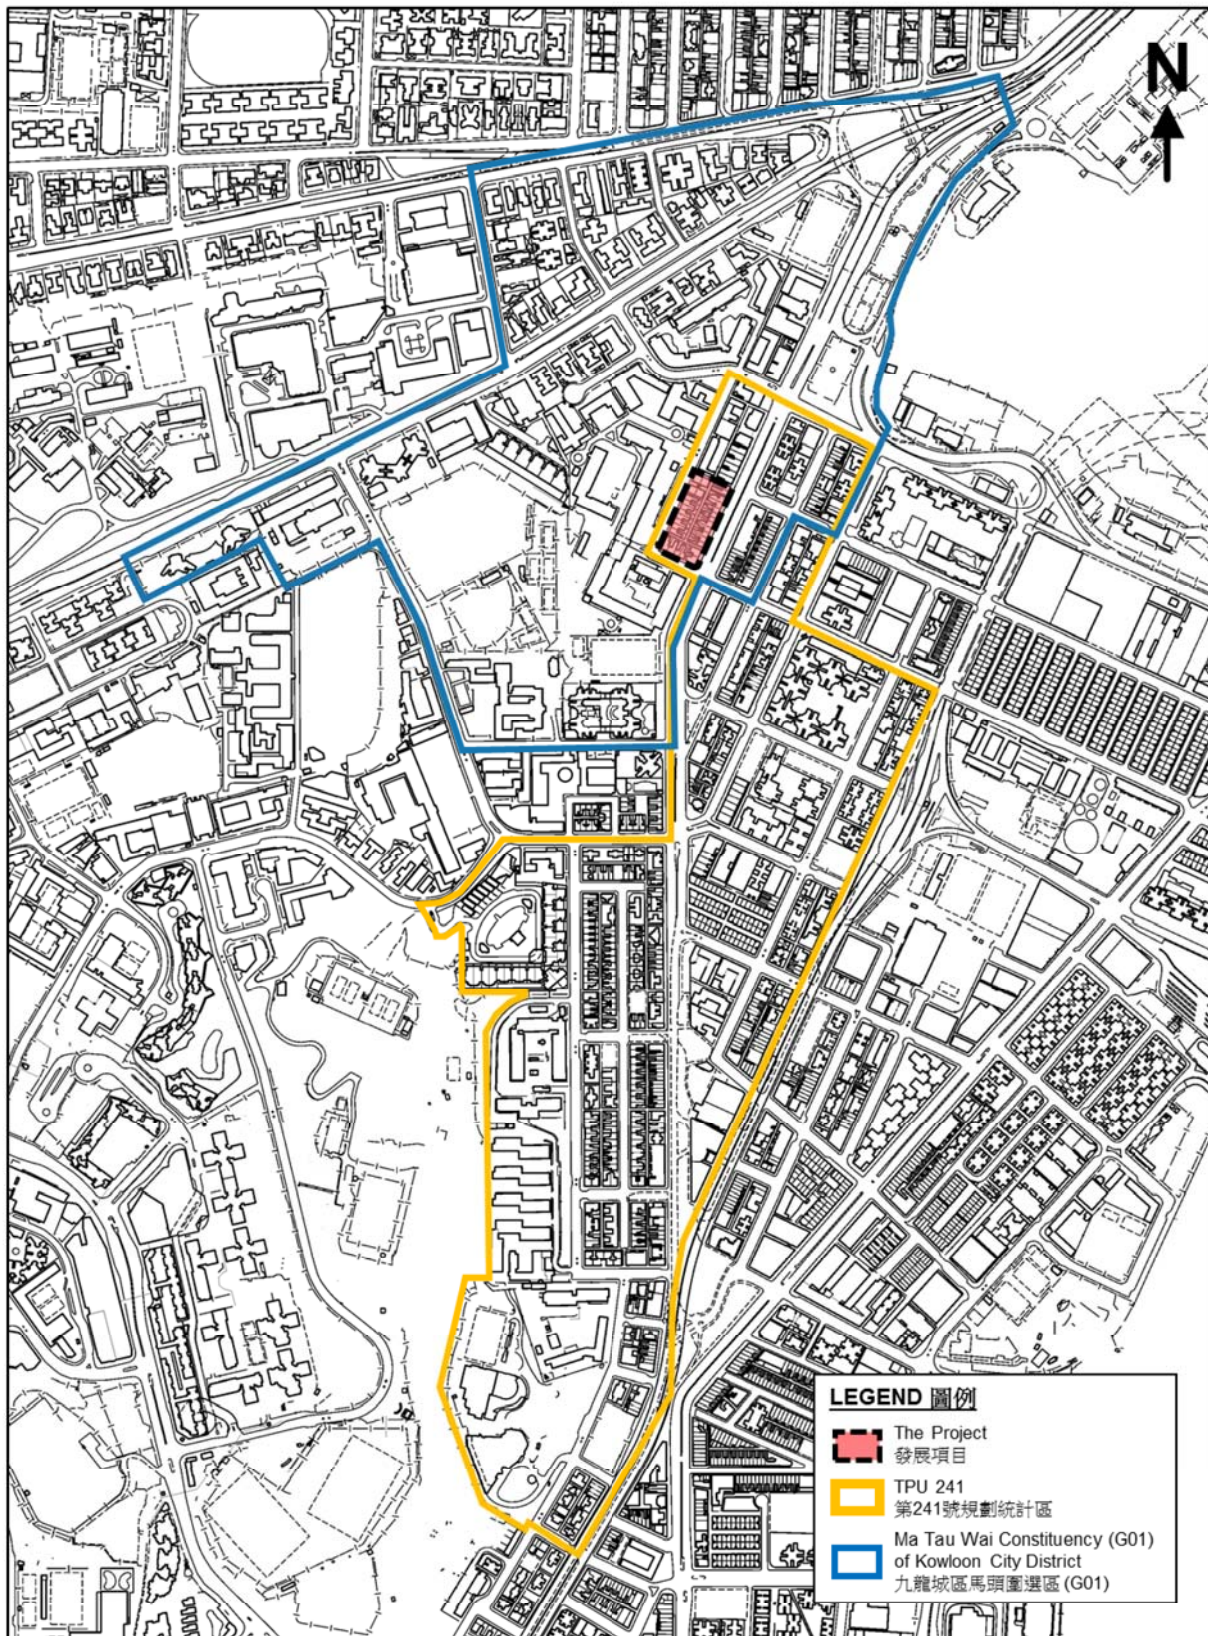 N
LEGEND 圖例
The Project
發展項目
TPU 241
第241號規劃統計區
Ma Tau Wai Constituency (G01)
of Kowloon City District
九龍城區馬頭圍選區 (G01)